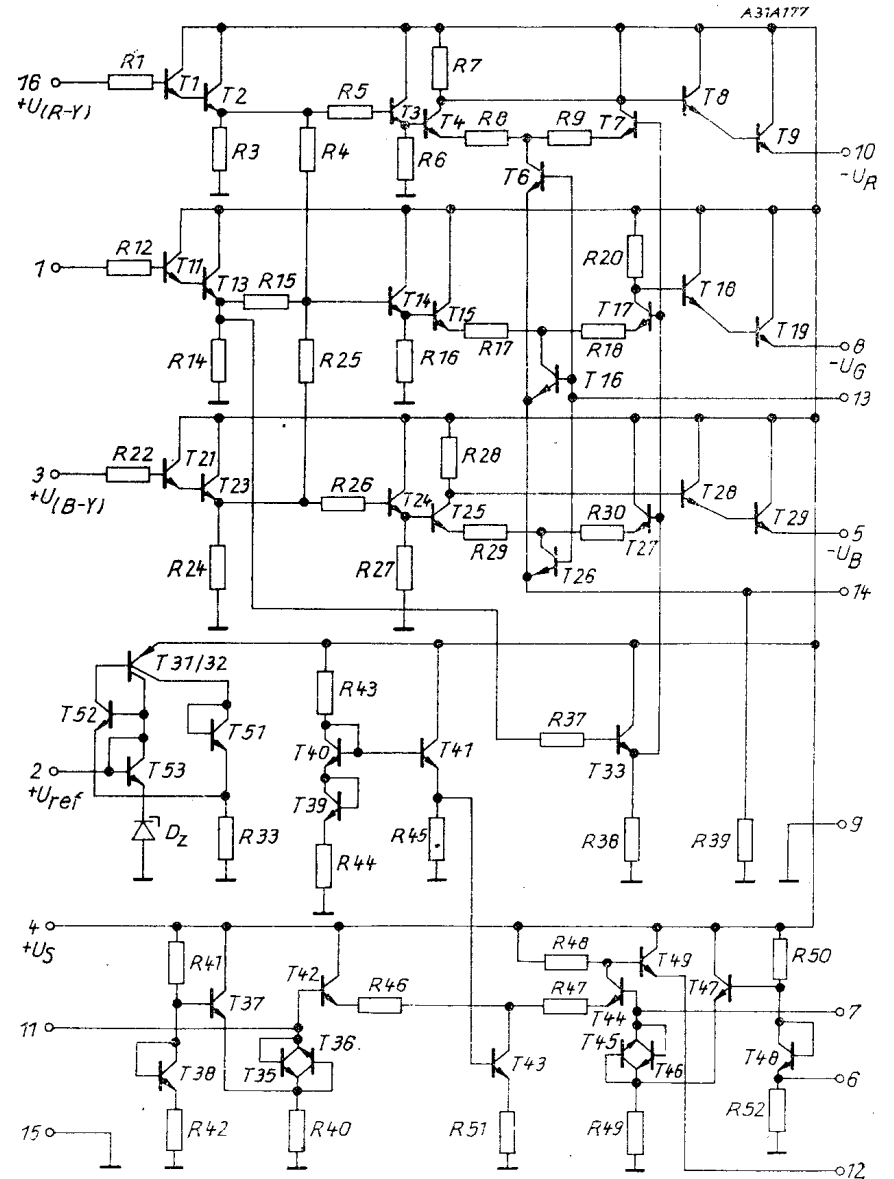 A31A177
R1
R7
16
+U(R-Y)
T1
T2
R5
T3
T4
R8
R9
T7
T8
T9
R3
R4
R6
T6
10
-UR
R12
R20
1
T11
T13
R15
T14
T15
T17
T18
R17
R18
T19
R14
R25
R16
T16
8
-UG
13
R22
T21
R28
3
+U(B-Y)
T23
R26
T24
T25
R30
T28
T29
R29
T27
5
-UB
R24
R27
T26
14
T31/32
R43
T52
T51
R37
T40
T41
T33
2
+Uref
T53
T39
DZ
R33
R44
R45
R38
R39
9
4
+US
R41
T42
R48
T49
R50
R46
R47
T47
T37
T44
7
11
T36
T35
T45
T46
T48
T38
T43
6
R42
R40
R51
R49
R52
15
12